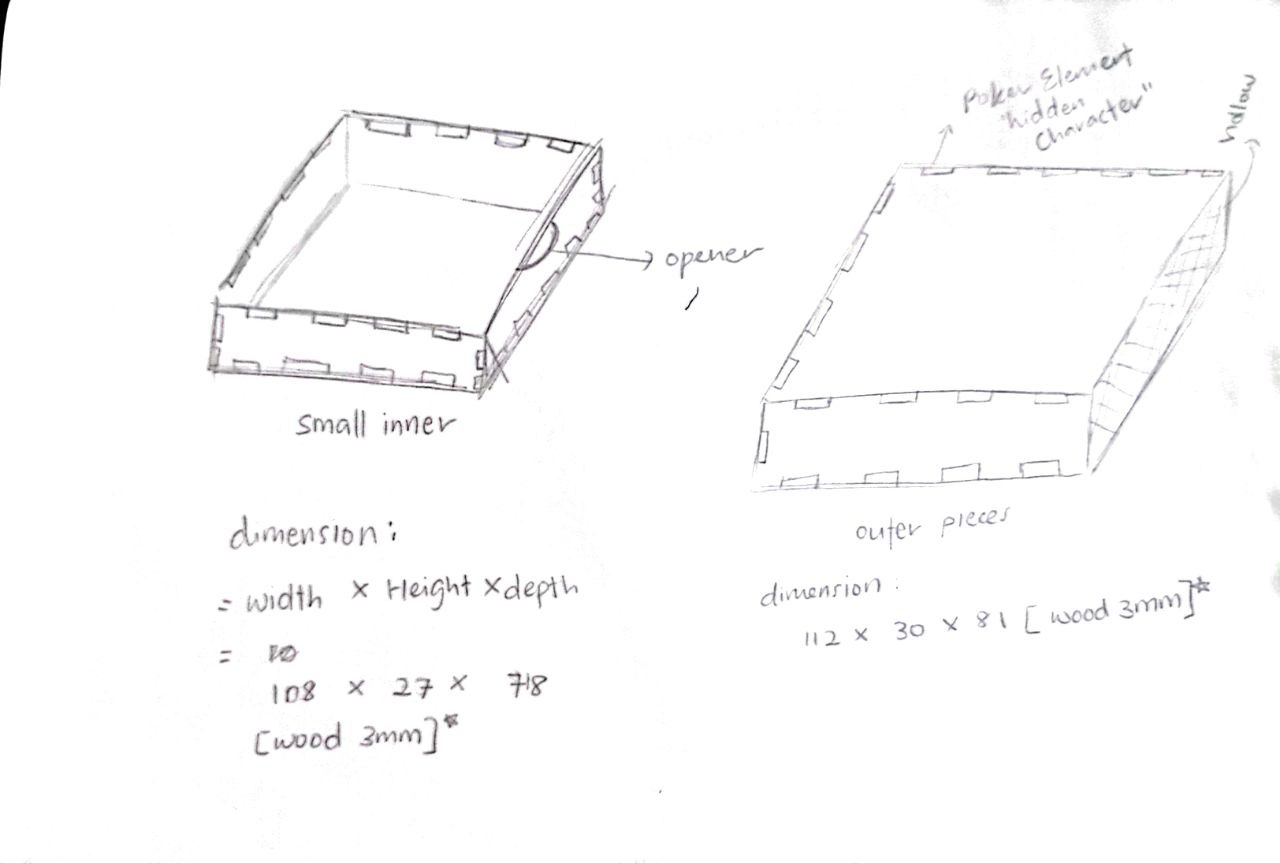 Poker Element
"hidden
Character"
hollow
opener
small inner
dimension:
= width x Height x depth
=
108 x 27 x 78
[wood 3mm]*
outer pieces
dimension:
112 x 30 x 81 [wood 3mm]*